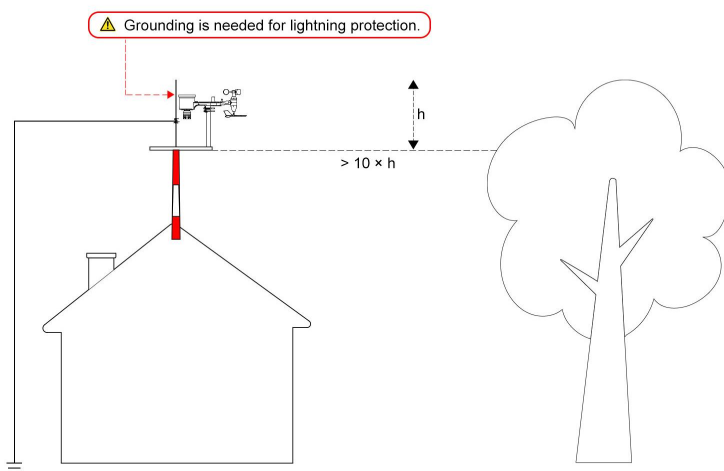 Grounding is needed for lightning protection.
h
> 10 × h